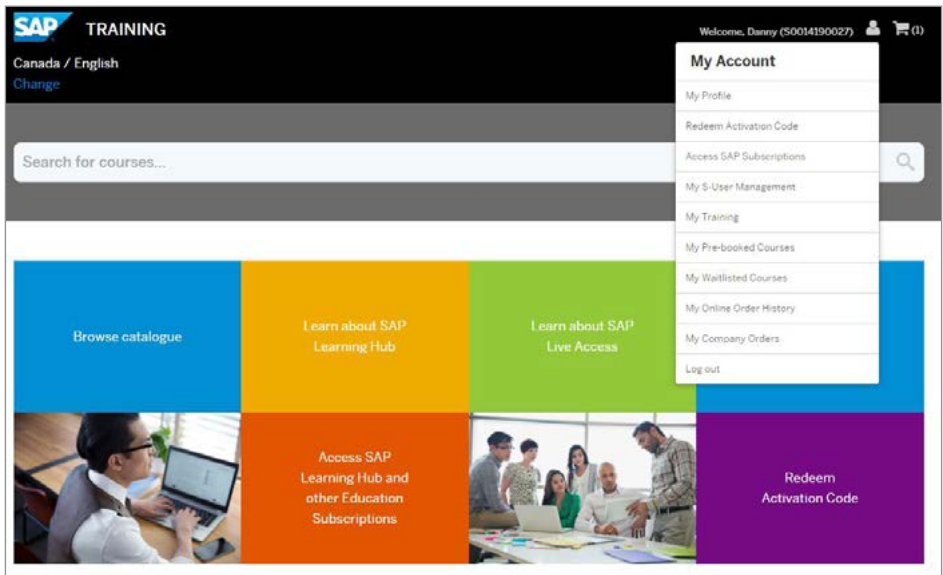 SAP TRAINING
Welcome, Danny (S0014190027) (1)
Canada / English
Change
My Account
My Profile
Redeem Activation Code
Access SAP Subscriptions
My S-User Management
My Training
My Pre-booked Courses
My Waitlisted Courses
My Online Order History
My Company Orders
Log out
Search for courses...
Browse catalogue
Learn about SAP
Learning Hub
Learn about SAP
Live Access
Access SAP
Learning Hub and
other Education
Subscriptions
Redeem
Activation Code